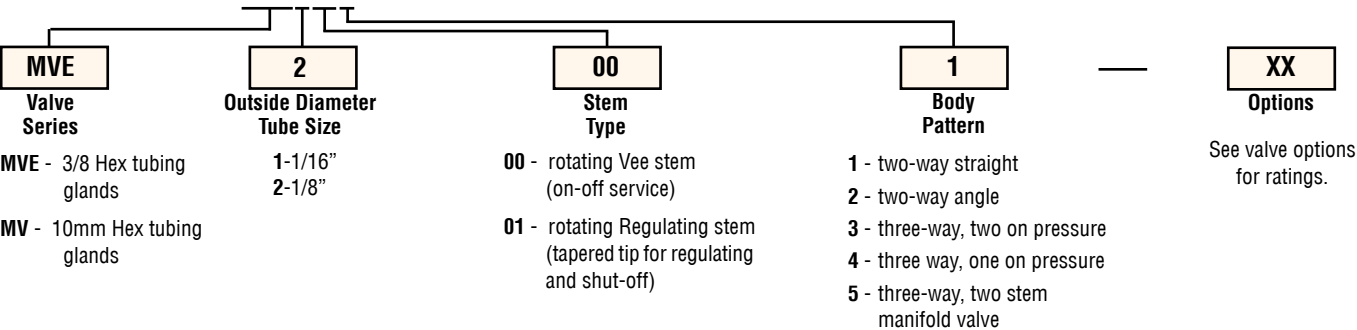 MVE
2
00
1
—
XX
Valve
Series
Outside Diameter
Tube Size
Stem
Type
Body
Pattern
Options
MVE - 3/8 Hex tubing
glands
MV - 10mm Hex tubing
glands
1-1/16”
2-1/8”
00 - rotating Vee stem
(on-off service)
01 - rotating Regulating stem
(tapered tip for regulating
and shut-off)
1 - two-way straight
2 - two-way angle
3 - three-way, two on pressure
4 - three way, one on pressure
5 - three-way, two stem
manifold valve
See valve options
for ratings.